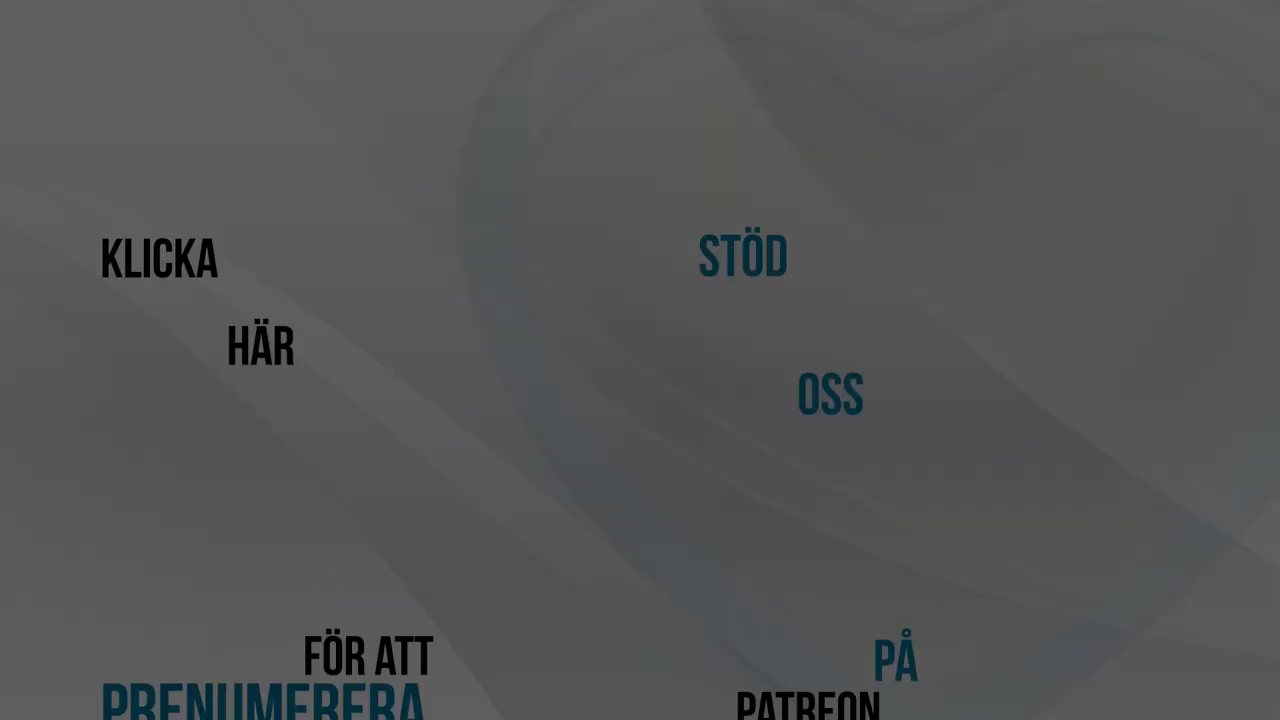 KLICKA
HÄR
FÖR ATT
PRENUMERERA
STÖD
OSS
PÅ
PATREON